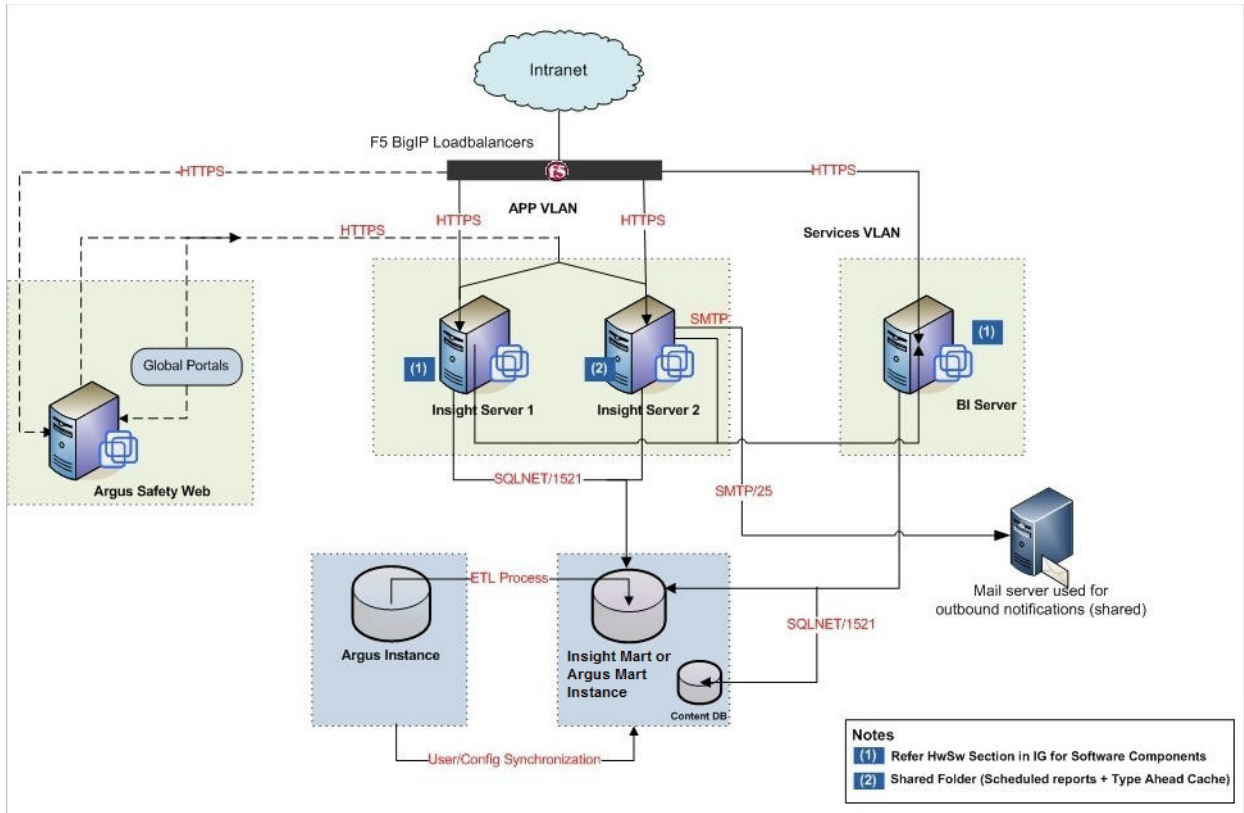 Intranet
F5 BigIP Loadbalancers
f5
HTTPS
HTTPS
APP VLAN
HTTPS
HTTPS
HTTPS
Services VLAN
SMTP
Global Portals
(1)
(2)
(1)
Insight Server 1
Insight Server 2
BI Server
Argus Safety Web
SQLNET/1521
SMTP/25
ETL Process
Mail server used for
outbound notifications (shared)
SQLNET/1521
Argus Instance
Insight Mart or
Argus Mart
Instance
Content DB
User/Config Synchronization
Notes
(1) Refer HwSw Section in IG for Software Components
(2) Shared Folder (Scheduled reports + Type Ahead Cache)